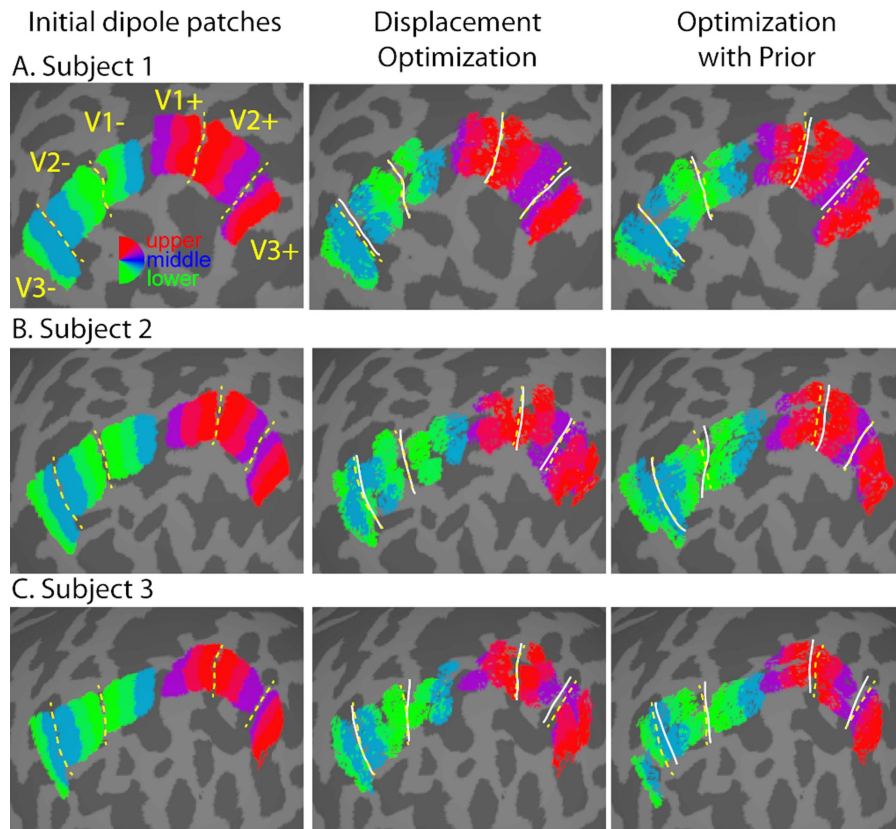 Initial dipole patches
Displacement
Optimization
Optimization
with Prior
A. Subject 1
V1+
V1-
V2+
V2-
upper
middle
lower
V3+
V3-
B. Subject 2
C. Subject 3